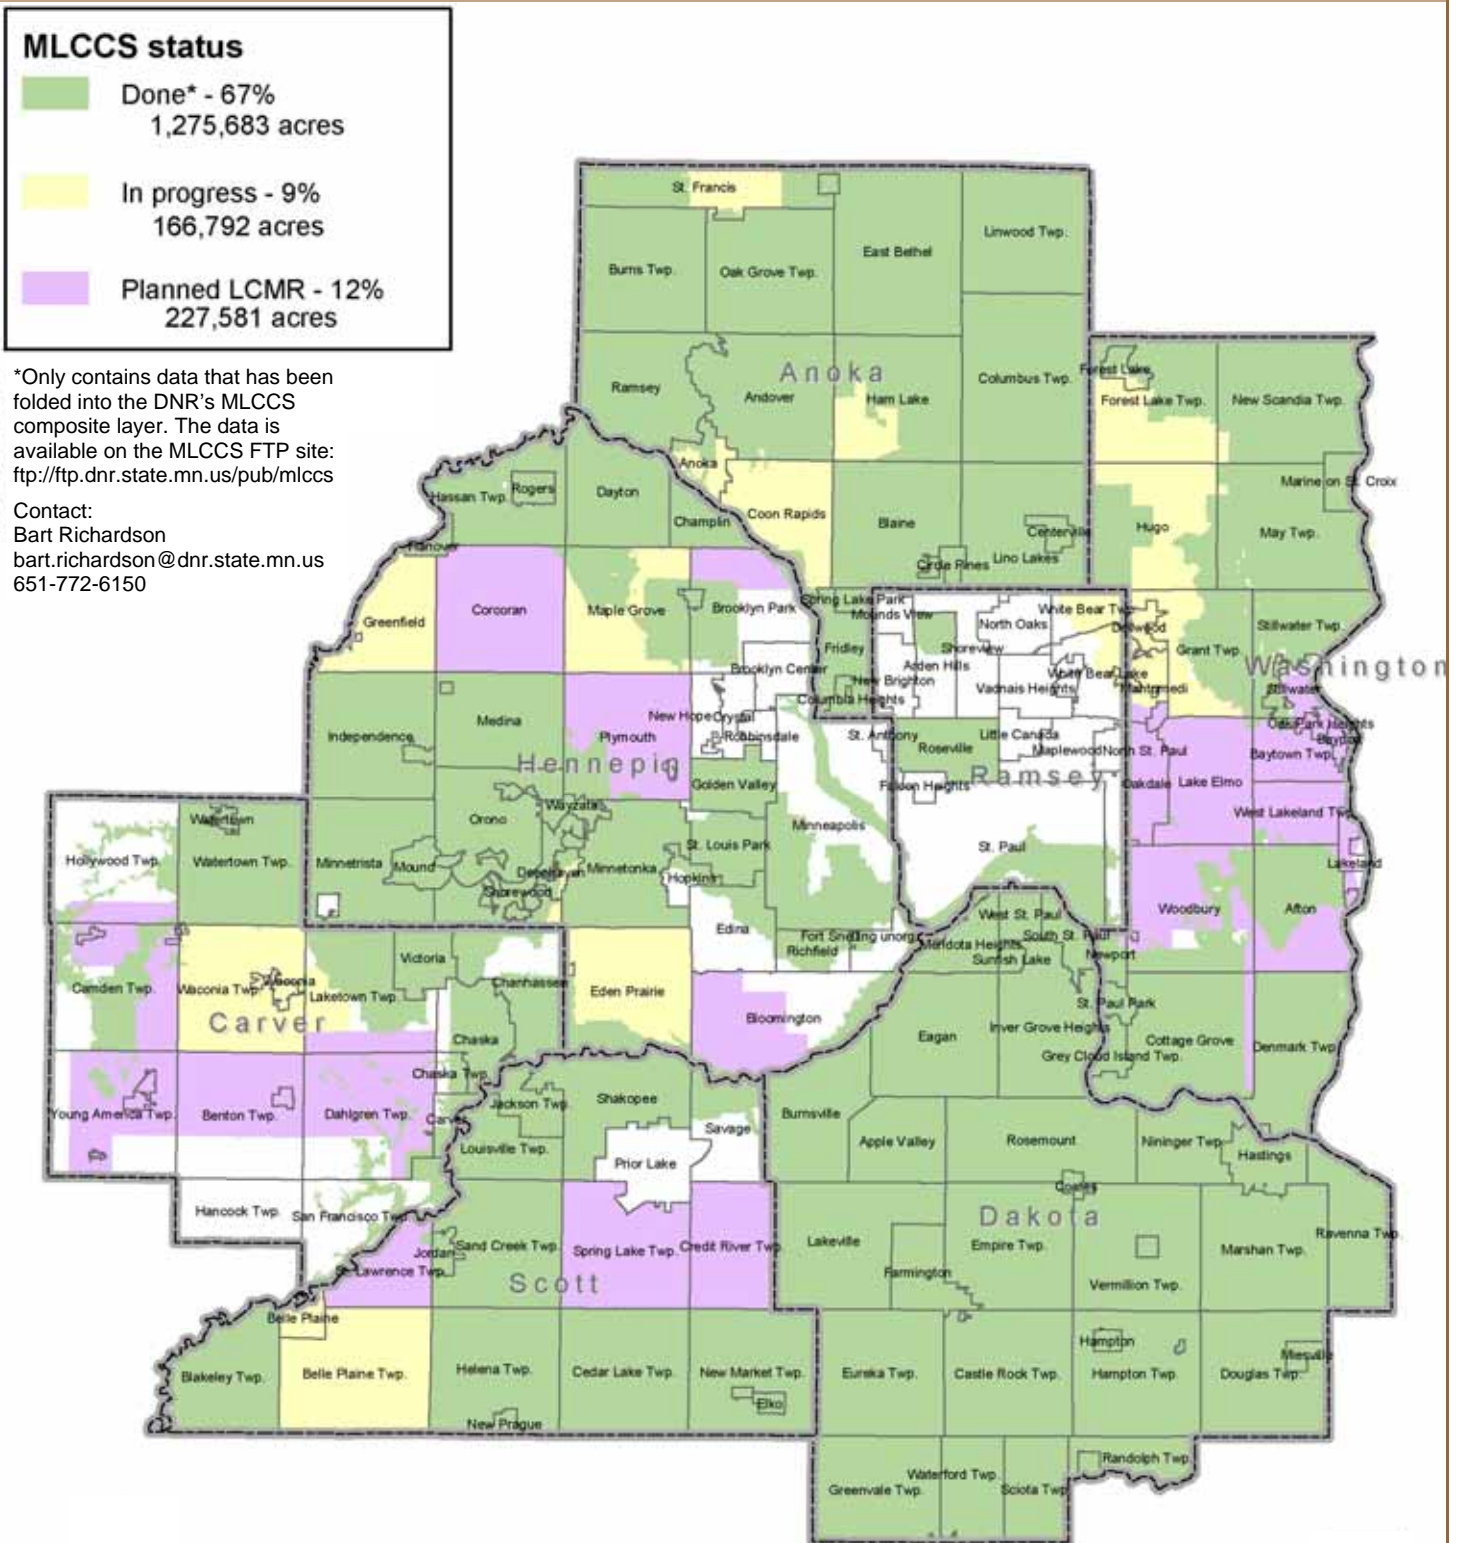 MLCCS status
Done* - 67%
1,275,683 acres
In progress - 9%
166,792 acres
Planned LCMR - 12%
227,581 acres
*Only contains data that has been
folded into the DNR's MLCCS
composite layer. The data is
available on the MLCCS FTP site:
ftp://ftp.dnr.state.mn.us/pub/mlccs
Contact:
Bart Richardson
bart.richardson@dnr.state.mn.us
651-772-6150
St. Francis
Burns Twp.
Oak Grove Twp.
East Bethel
Linwood Twp.
Ramsey
Anoka
Andover
Ham Lake
Columbus Twp.
Forest Lake
Forest Lake Twp.
New Scandia Twp.
Anoka
Hassan Twp.
Rogers
Dayton
Champlin
Coon Rapids
Blaine
Centerville
Circle Pines
Lino Lakes
Hugo
Marine on St. Croix
May Twp.
Hanover
Greenfield
Corcoran
Maple Grove
Brooklyn Park
Spring Lake Park
Mounds View
North Oaks
White Bear Twp.
Dellwood
Stillwater Twp.
Grant Twp.
Washington
Fridley
Shoreview
Arden Hills
New Brighton
Brooklyn Center
Columbia Heights
Vadnais Heights
White Bear Lake
Mahtomedi
Stillwater
Oak Park Heights
Bayport
Baytown Twp.
Independence
Medina
Plymouth
New Hope
Crystal
Robbinsdale
St. Anthony
Roseville
Little Canada
Maplewood
North St. Paul
Hennepin
Ramsey
Golden Valley
Falcon Heights
Oakdale
Lake Elmo
West Lakeland Twp.
Watertown
Hollywood Twp.
Watertown Twp.
Minnetrista
Mound
Orono
Wayzata
Deephaven
Shorewood
Minnetonka
St. Louis Park
Hopkins
Minneapolis
St. Paul
Lakeland
Woodbury
Afton
Edina
Fort Snelling unorg.
Richfield
West St. Paul
South St. Paul
Mendota Heights
Sunfish Lake
Newport
Camden Twp.
Waconia Twp.
Waconia
Laketown Twp.
Victoria
Chanhassen
Eden Prairie
Bloomington
St. Paul Park
Carver
Chaska
Eagan
Inver Grove Heights
Grey Cloud Island Twp.
Cottage Grove
Denmark Twp.
Chaska Twp.
Young America Twp.
Benton Twp.
Dahlgren Twp.
Carver
Jackson Twp.
Louisville Twp.
Shakopee
Savage
Prior Lake
Burnsville
Apple Valley
Rosemount
Nininger Twp.
Hastings
Coates
Hancock Twp.
San Francisco Twp.
Jordan
Sand Creek Twp.
Spring Lake Twp.
Credit River Twp.
Lakeville
Dakota
Empire Twp.
Marshan Twp.
Ravenna Twp.
St. Lawrence Twp.
Scott
Farmington
Vermillion Twp.
Belle Plaine
Blakeley Twp.
Belle Plaine Twp.
Helena Twp.
Cedar Lake Twp.
New Market Twp.
Elko
New Prague
Eureka Twp.
Castle Rock Twp.
Hampton
Hampton Twp.
Miesville
Douglas Twp.
Greenvale Twp.
Waterford Twp.
Sciota Twp.
Randolph Twp.